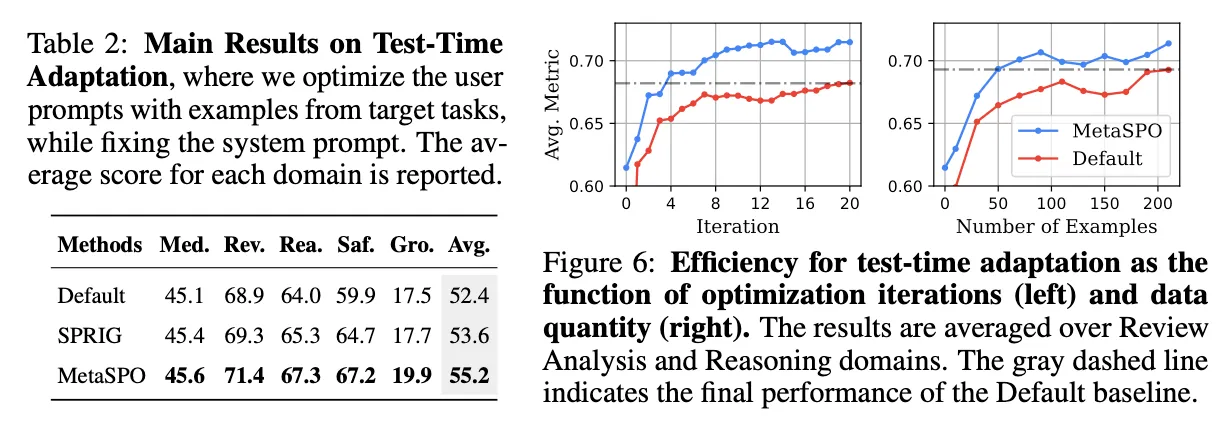 Table 2: Main Results on Test-Time
Adaptation, where we optimize the user
prompts with examples from target tasks,
while fixing the system prompt. The av-
erage score for each domain is reported.
Methods Med. Rev. Rea. Saf. Gro. Avg.
Default 45.1 68.9 64.0 59.9 17.5 52.4
SPRIG 45.4 69.3 65.3 64.7 17.7 53.6
MetaSPO 45.6 71.4 67.3 67.2 19.9 55.2
Avg. Metric
0.70
0.65
0.60
0 4 8 12 16 20
Iteration
0.70
0.65
0.60
MetaSPO
Default
0 50 100 150 200
Number of Examples
Figure 6: Efficiency for test-time adaptation as the
function of optimization iterations (left) and data
quantity (right). The results are averaged over Review
Analysis and Reasoning domains. The gray dashed line
indicates the final performance of the Default baseline.